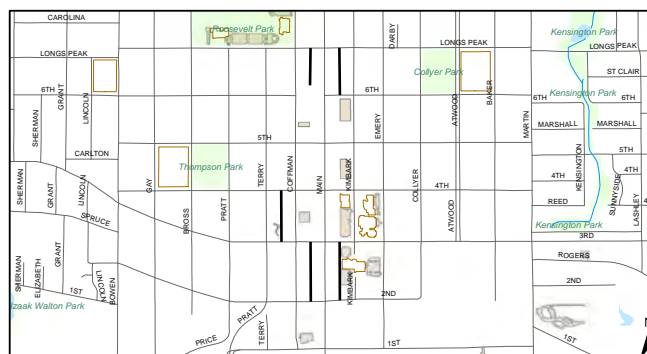 CAROLINA
Roosevelt Park
DARBY
Kensington Park
LONGS PEAK
LONGS PEAK
LONGS PEAK
Collyer Park
ST CLAIR
6TH
6TH
Kensington Park
6TH
6TH
SHERMAN
GRANT
LINCOLN
EMERY
ATWOOD
BAKER
MARTIN
MARSHALL
MARSHALL
5TH
5TH
CARLTON
Thompson Park
SHERMAN
GRANT
LINCOLN
GAY
BROSS
PRATT
TERRY
COFFMAN
MAIN
KIMBARK
4TH
COLLYER
ATWOOD
4TH
KENSINGTON
SUNNYSIDE
4TH
LASHLEY
REED
SPRUCE
Kensington Park
3RD
SHERMAN
ELIZABETH
GRANT
LINCOLN
BOWEN
1ST
ROGERS
2ND
KIMBARK
2ND
Izaak Walton Park
PRICE
PRATT
TERRY
1ST
1ST